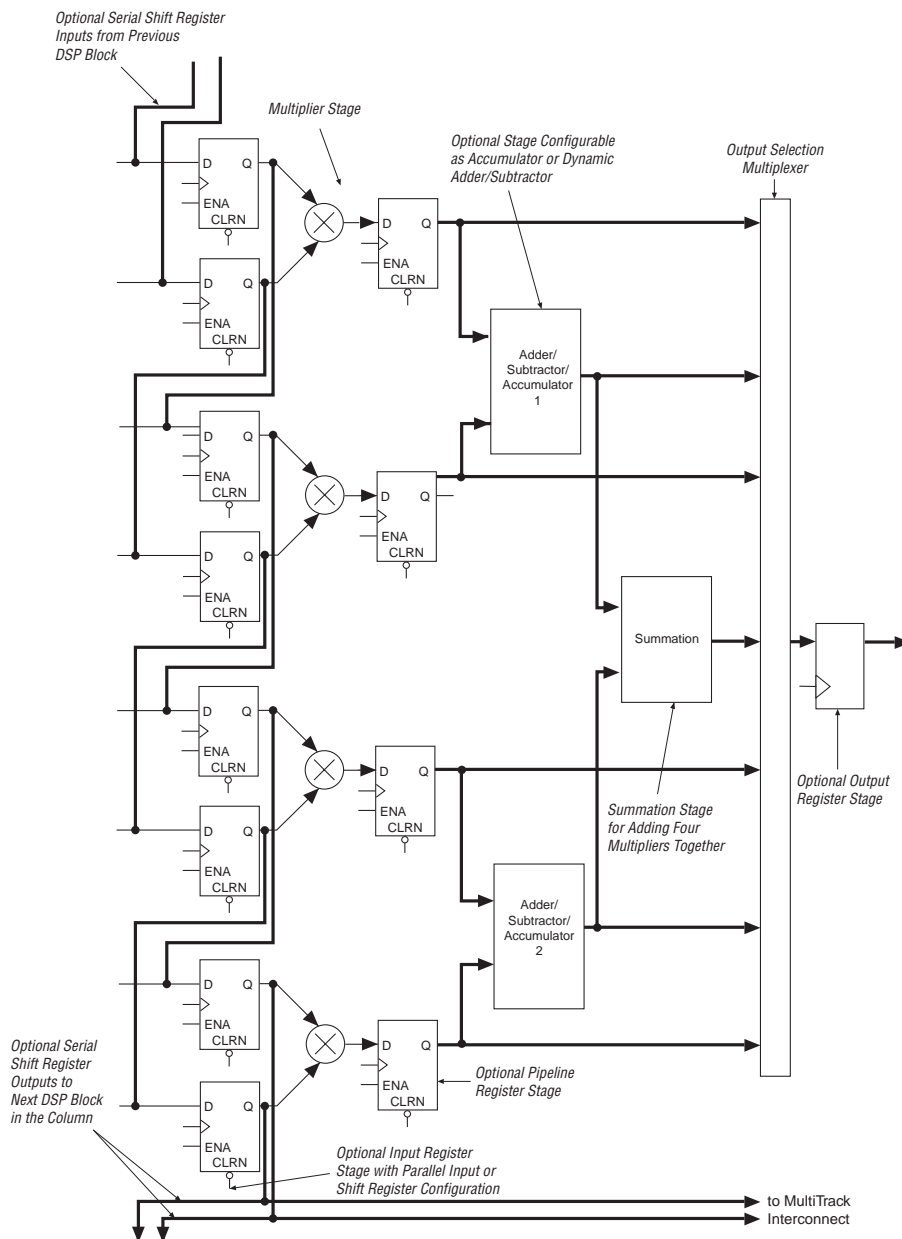 Optional Serial Shift Register
Inputs from Previous
DSP Block
Multiplier Stage
Optional Stage Configurable
as Accumulator or Dynamic
Adder/Subtractor
Output Selection
Multiplexer
D Q
ENA
CLRN
D Q
ENA
CLRN
D Q
ENA
CLRN
Adder/
Subtractor/
Accumulator
1
D Q
ENA
CLRN
D Q
ENA
CLRN
D Q
ENA
CLRN
Summation
D Q
ENA
CLRN
D Q
ENA
CLRN
D Q
ENA
CLRN
Summation Stage
for Adding Four
Multipliers Together
Optional Output
Register Stage
Adder/
Subtractor/
Accumulator
2
D Q
ENA
CLRN
D Q
ENA
CLRN
D Q
ENA
CLRN
Optional Serial
Shift Register
Outputs to
Next DSP Block
in the Column
Optional Pipeline
Register Stage
Optional Input Register
Stage with Parallel Input or
Shift Register Configuration
to MultiTrack
Interconnect